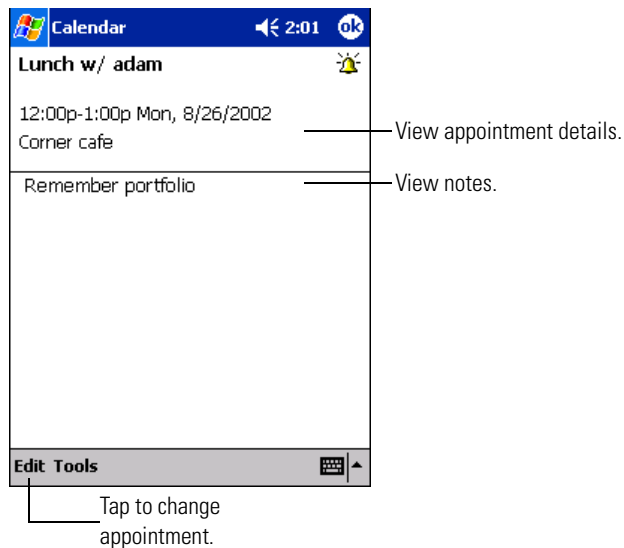 Calendar 2:01 ok
Lunch w/ adam
12:00p-1:00p Mon, 8/26/2002
Corner cafe
View appointment details.
Remember portfolio
View notes.
Edit Tools
Tap to change
appointment.